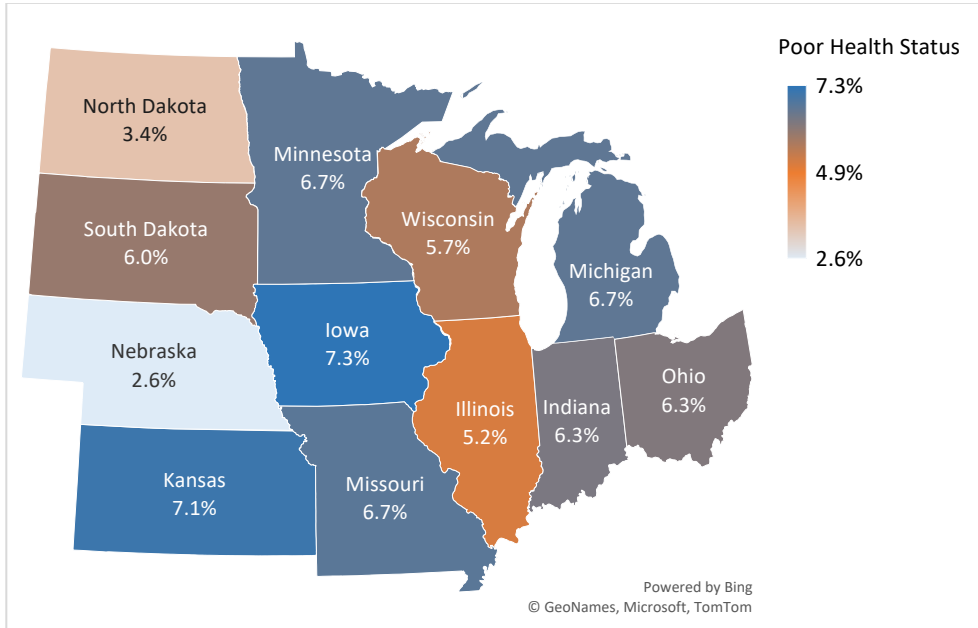 Poor Health Status
7.3%
4.9%
2.6%
North Dakota
3.4%
Minnesota
6.7%
South Dakota
6.0%
Wisconsin
5.7%
Michigan
6.7%
Nebraska
2.6%
Iowa
7.3%
Illinois
5.2%
Indiana
6.3%
Ohio
6.3%
Kansas
7.1%
Missouri
6.7%
Powered by Bing
© GeoNames, Microsoft, TomTom